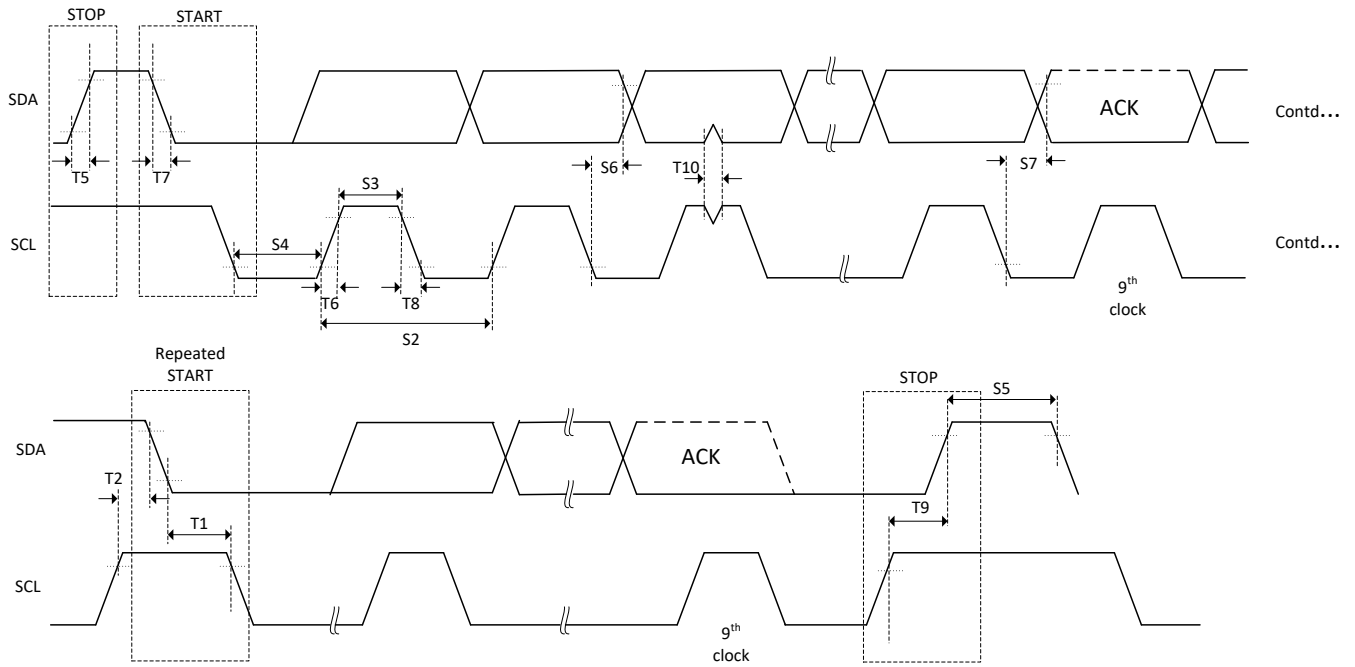 STOP
START
SDA
ACK
Contd...
T5
T7
S6
T10
S7
S3
SCL
S4
Contd...
T6
T8
9th
clock
S2
Repeated
START
STOP
S5
SDA
ACK
T2
T9
T1
SCL
9th
clock